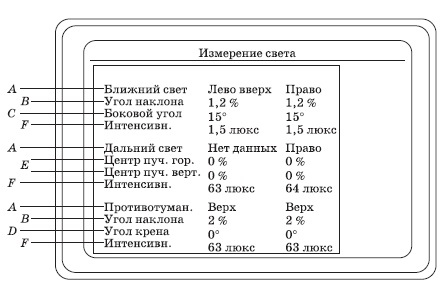 Измерение света
A Ближний свет Лево вверх Право
B Угол наклона 1,2 % 1,2 %
C Боковой угол 15° 15°
F Интенсивн. 1,5 люкс 1,5 люкс
A Дальний свет Нет данных Право
E Центр пуч. гор. 0 % 0 %
Центр пуч. верт. 0 % 0 %
F Интенсивн. 63 люкс 64 люкс
A Противотуман. Верх Верх
B Угол наклона 2 % 2 %
D Угол крена 0° 0°
F Интенсивн. 63 люкс 63 люкс